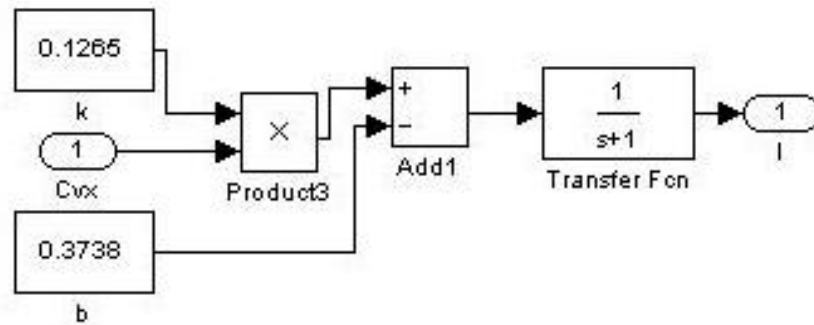 0.1265
k
1
Cvx
0.3738
b
×
Product3
+
−
Add1
1
s+1
Transfer Fcn
1
I